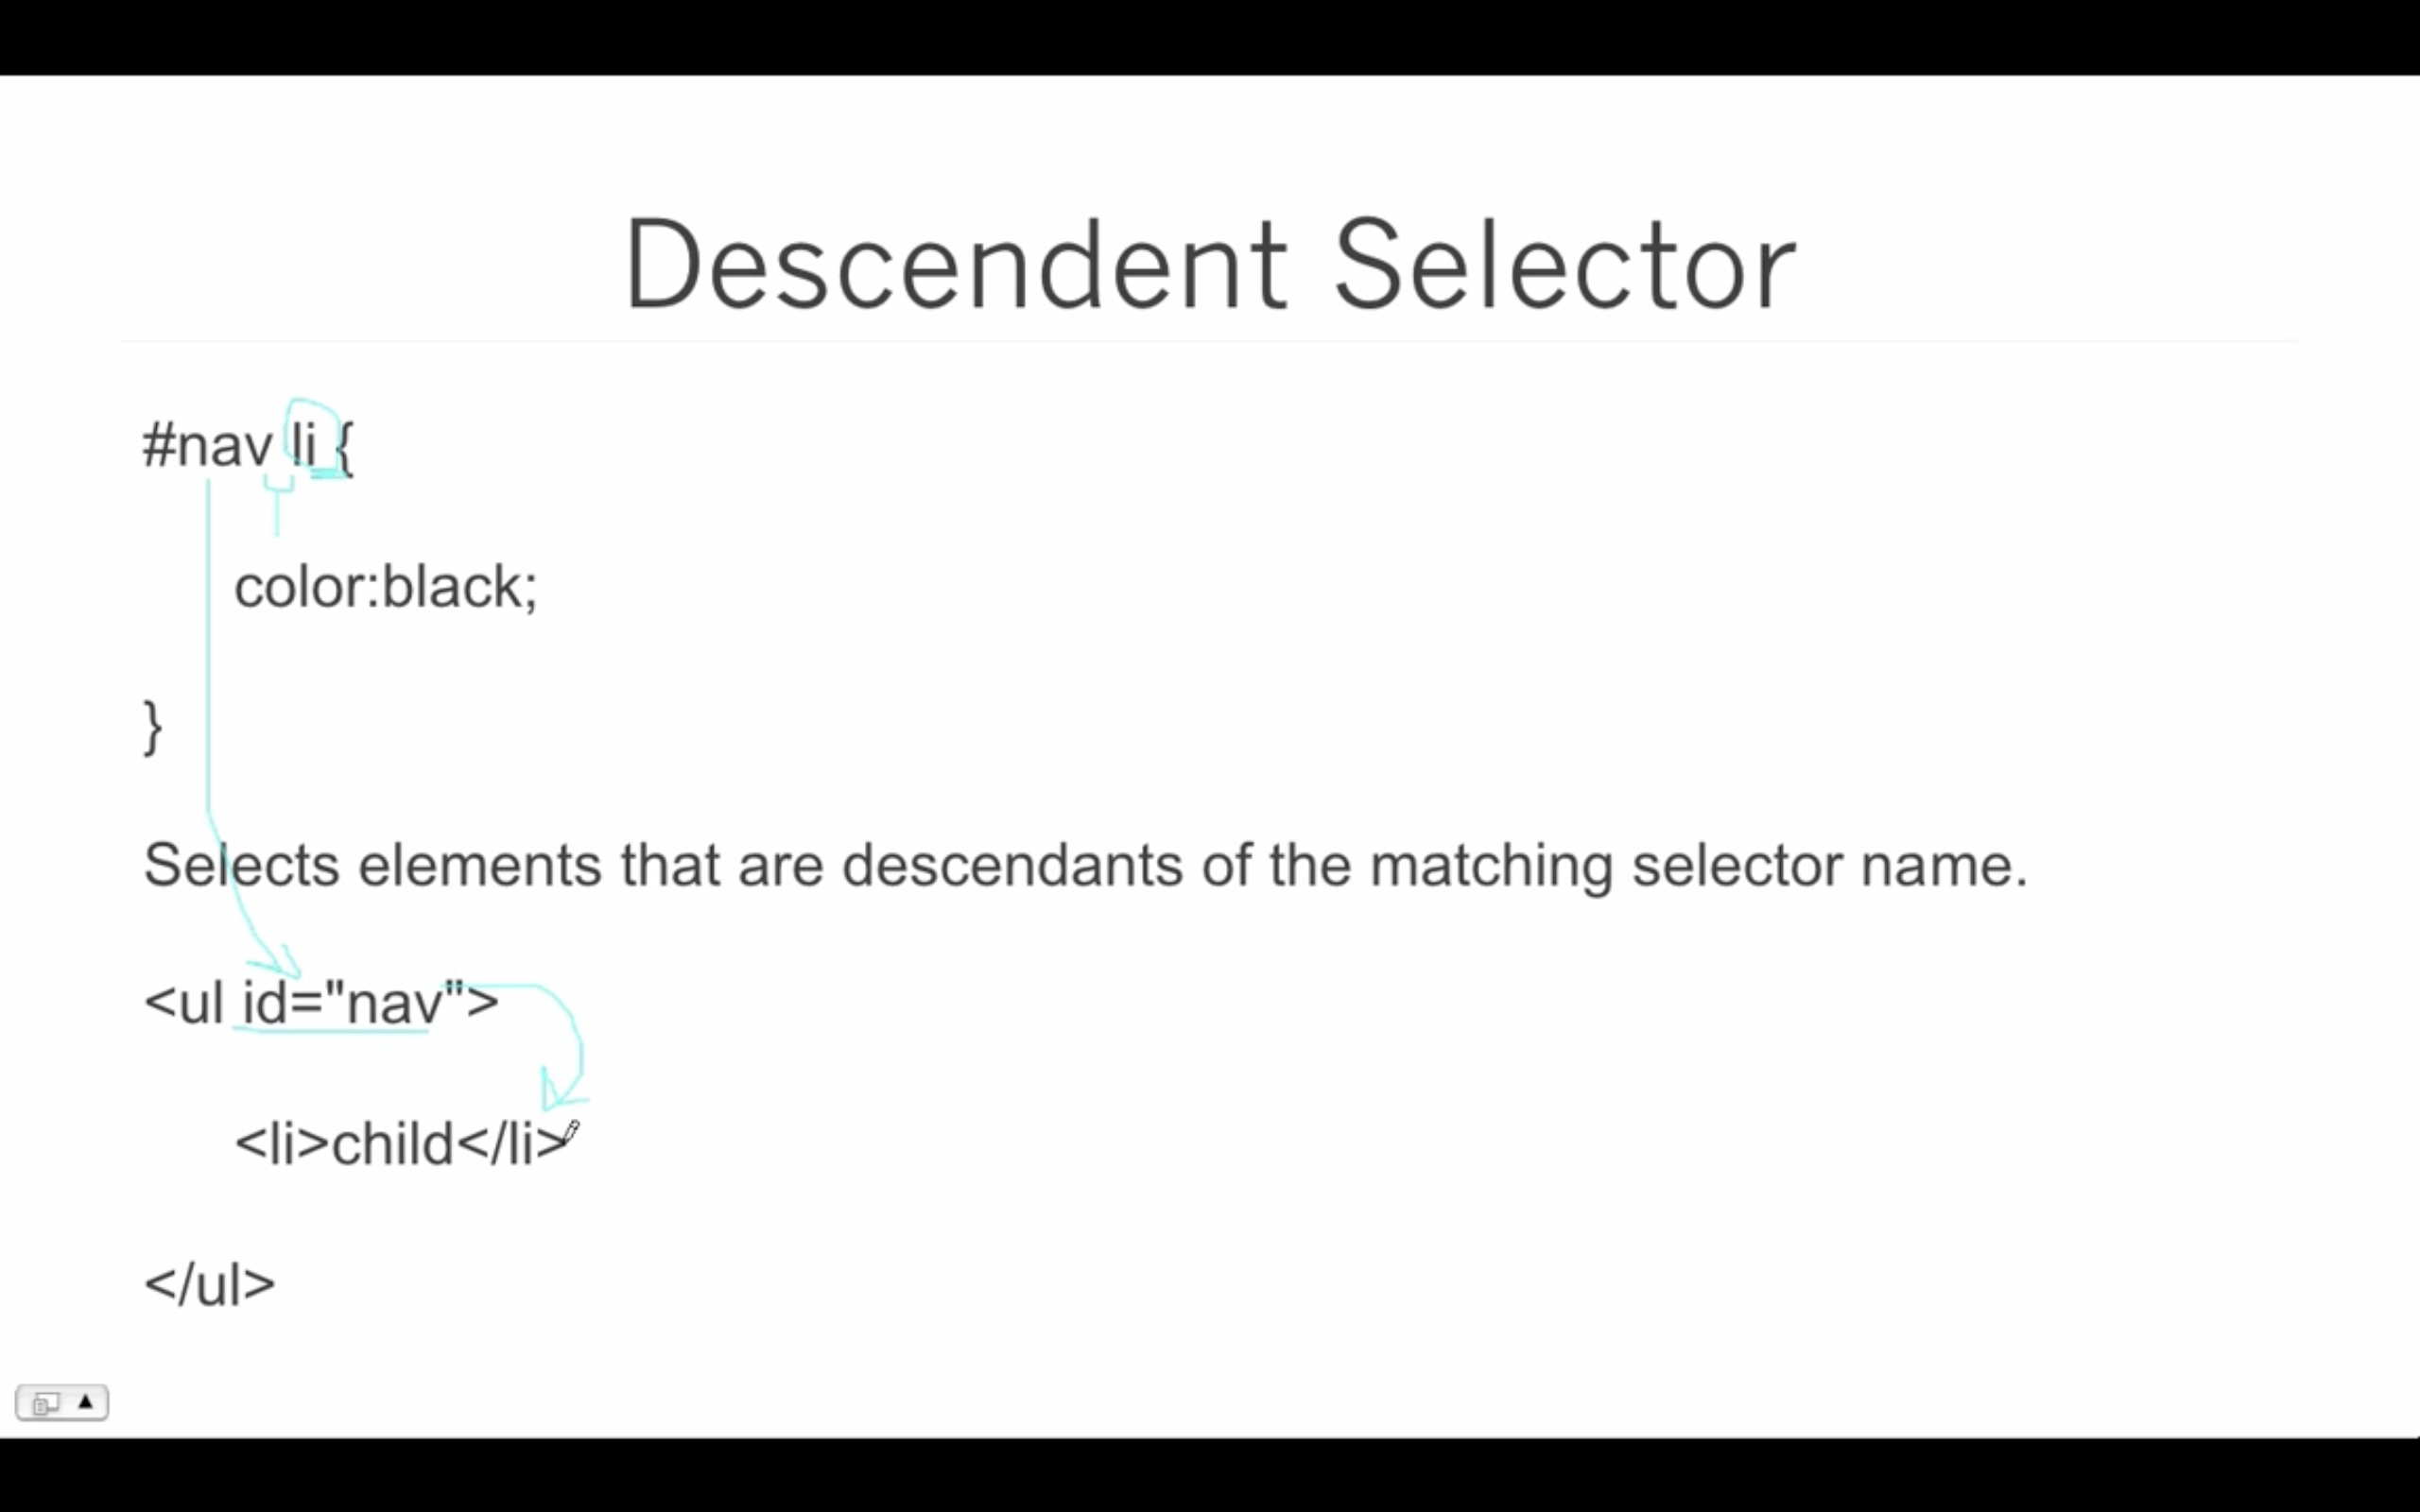 Descendent Selector
#nav li {
color:black;
}
Selects elements that are descendants of the matching selector name.
<ul id="nav">
<li>child</li>
</ul>